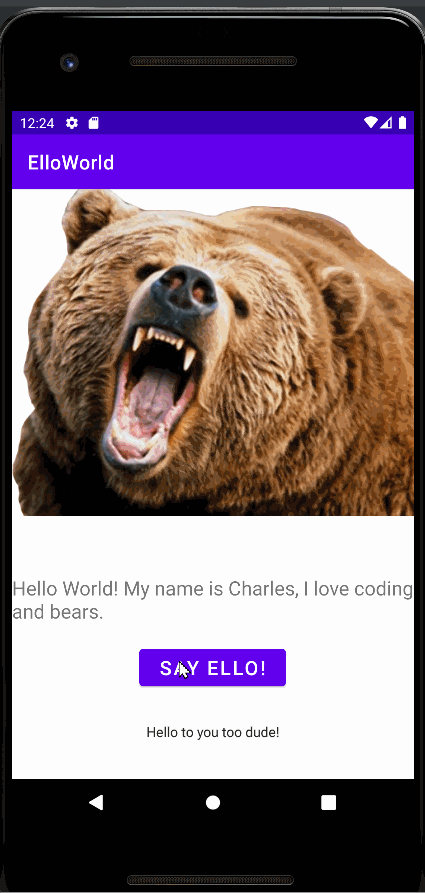 12:24
ElloWorld
Hello World! My name is Charles, I love coding
and bears.
SAY ELLO!
Hello to you too dude!